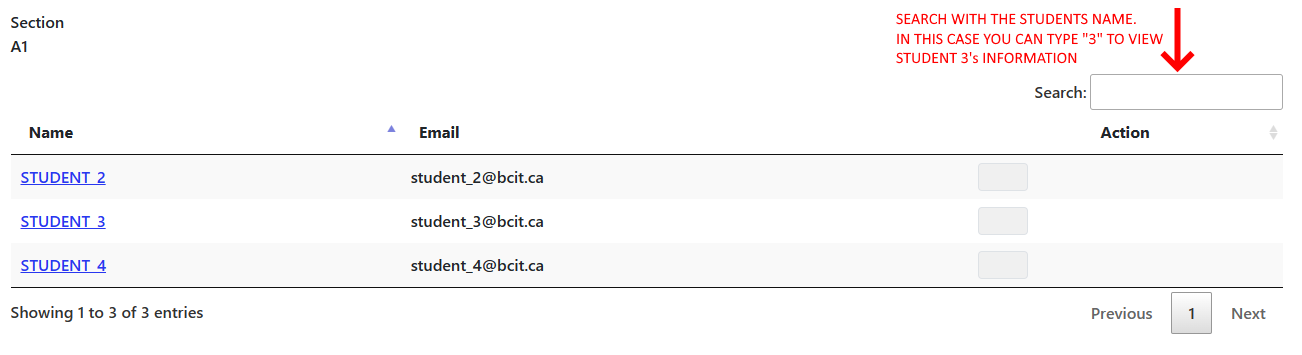 Section
A1
SEARCH WITH THE STUDENTS NAME.
IN THIS CASE YOU CAN TYPE "3" TO VIEW
STUDENT 3's INFORMATION
Search:
Name Email Action
STUDENT_2 student_2@bcit.ca
STUDENT_3 student_3@bcit.ca
STUDENT_4 student_4@bcit.ca
Showing 1 to 3 of 3 entries Previous 1 Next